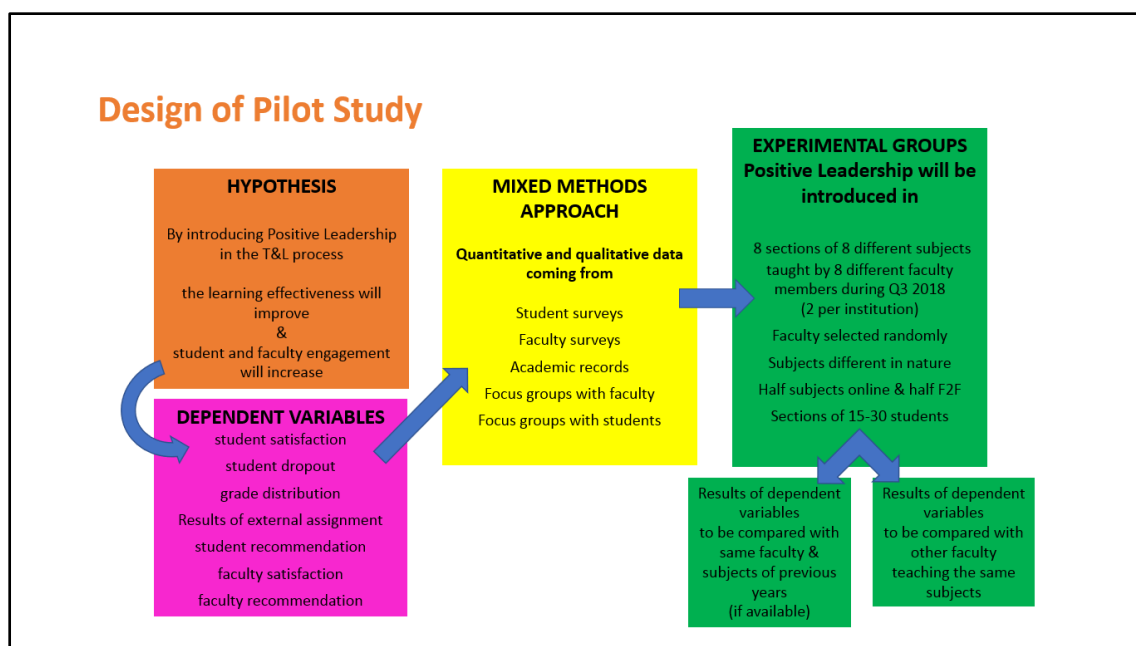 Design of Pilot Study
HYPOTHESIS
By introducing Positive Leadership
in the T&L process
the learning effectiveness will
improve
&
student and faculty engagement
will increase
DEPENDENT VARIABLES
student satisfaction
student dropout
grade distribution
Results of external assignment
student recommendation
faculty satisfaction
faculty recommendation
MIXED METHODS
APPROACH
Quantitative and qualitative data
coming from
Student surveys
Faculty surveys
Academic records
Focus groups with faculty
Focus groups with students
EXPERIMENTAL GROUPS
Positive Leadership will be
introduced in
8 sections of 8 different subjects
taught by 8 different faculty
members during Q3 2018
(2 per institution)
Faculty selected randomly
Subjects different in nature
Half subjects online & half F2F
Sections of 15-30 students
Results of dependent
variables
to be compared with
same faculty &
subjects of previous
years
(if available)
Results of dependent
variables
to be compared with
other faculty
teaching the same
subjects